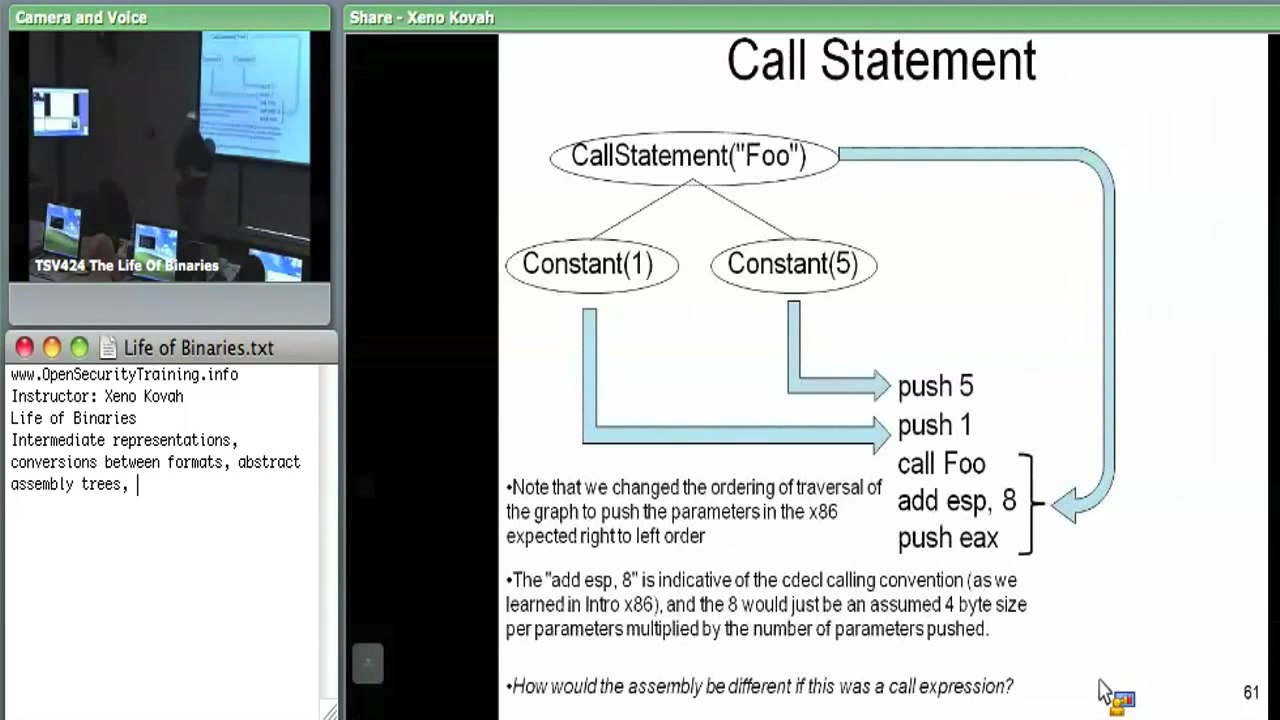 Camera and Voice
TSV424 The Life Of Binaries
Life of Binaries.txt
www.OpenSecurityTraining.info
Instructor: Xeno Kovah
Life of Binaries
Intermediate representations,
conversions between formats, abstract
assembly trees,
Share - Xeno Kovah
Call Statement
CallStatement("Foo")
Constant(1)
Constant(5)
push 5
push 1
call Foo
add esp, 8
push eax
•Note that we changed the ordering of traversal of
the graph to push the parameters in the x86
expected right to left order
•The "add esp, 8" is indicative of the cdecl calling convention (as we
learned in Intro x86), and the 8 would just be an assumed 4 byte size
per parameters multiplied by the number of parameters pushed.
•How would the assembly be different if this was a call expression?
61